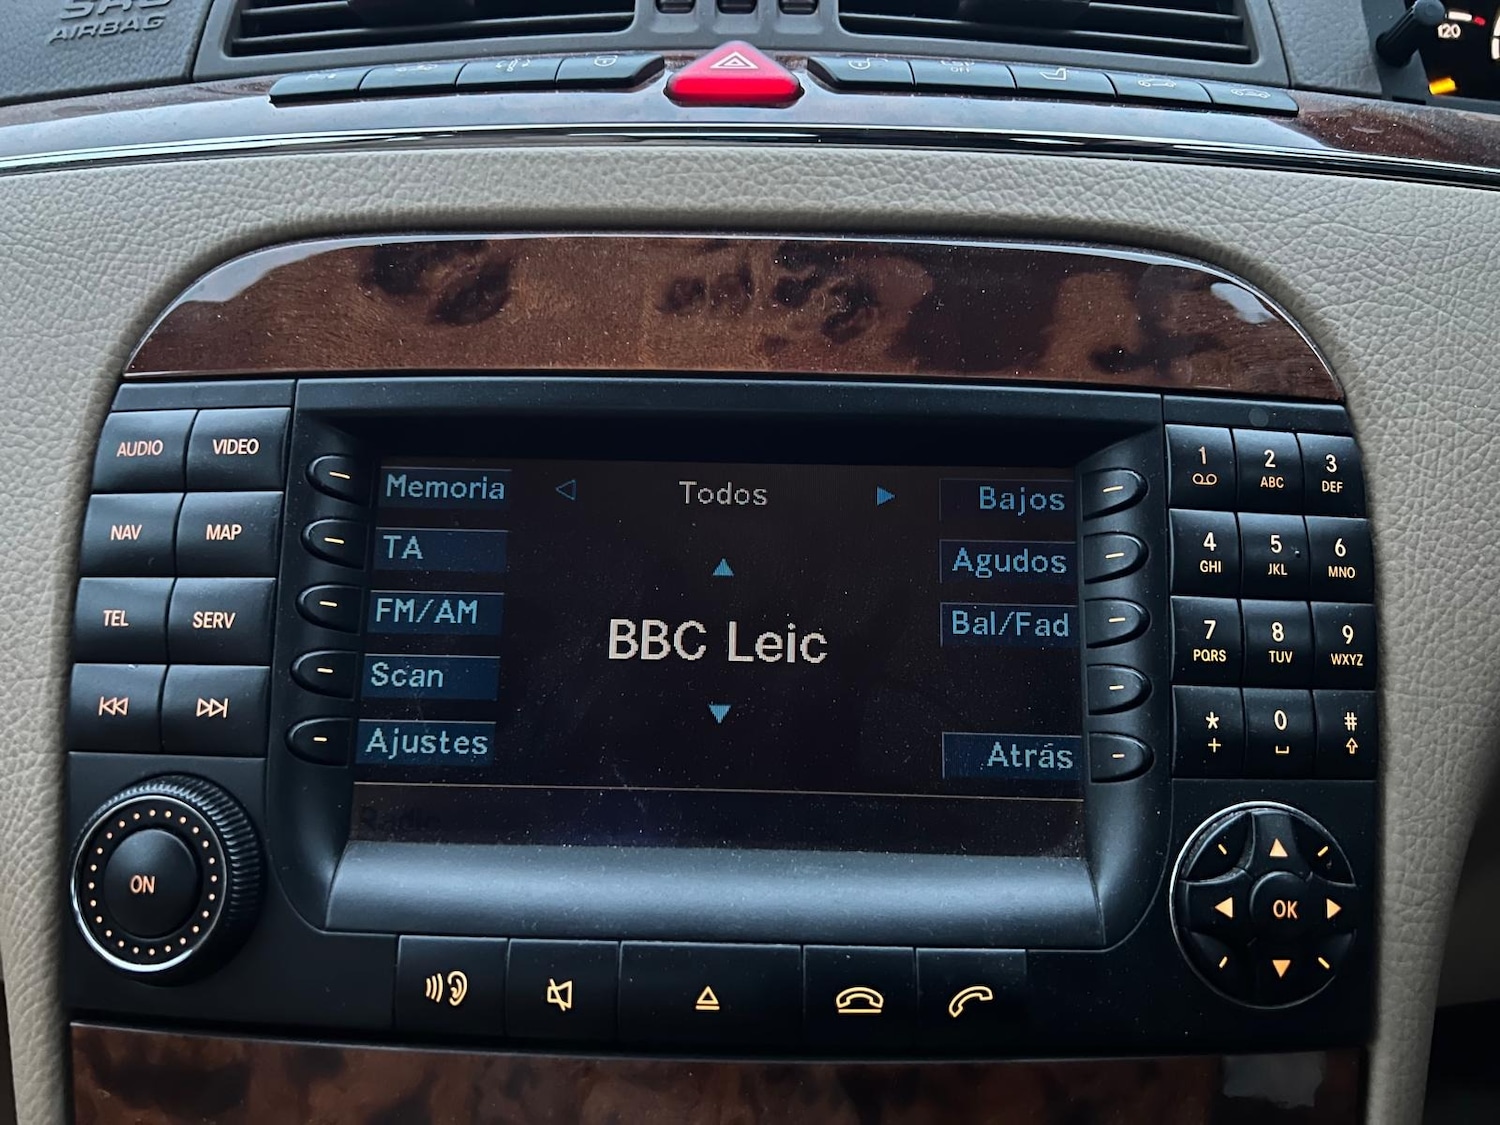 SRS
AIRBAG
120
AUDIO
VIDEO
NAV
MAP
TEL
SERV
ON
Memoria
TA
FM/AM
Scan
Ajustes
Todos
BBC Leic
Radio
Bajos
Agudos
Bal/Fad
Atrás
1
2 ABC
3 DEF
4 GHI
5 JKL
6 MNO
7 PQRS
8 TUV
9 WXYZ
* +
0
#
OK